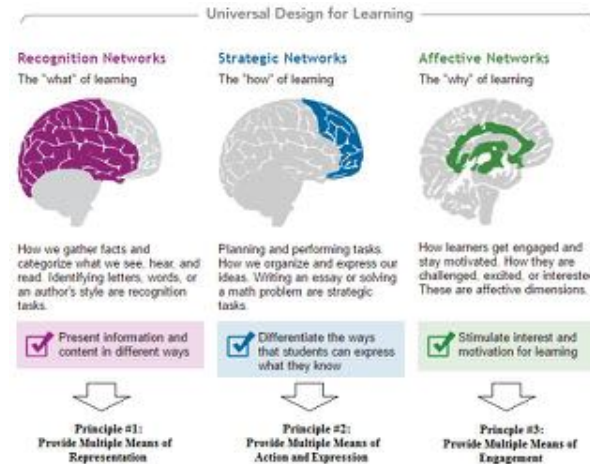 Universal Design for Learning
Recognition Networks
The "what" of learning
How we gather facts and
categorize what we see, hear, and
read. Identifying letters, words, or
an author's style are recognition
tasks.
Present information and
content in different ways
Principle #1:
Provide Multiple Means of
Representation
Strategic Networks
The "how" of learning
Planning and performing tasks.
How we organize and express our
ideas. Writing an essay or solving
a math problem are strategic
tasks.
Differentiate the ways
that students can express
what they know
Principle #2:
Provide Multiple Means of
Action and Expression
Affective Networks
The "why" of learning
How learners get engaged and
stay motivated. How they are
challenged, excited, or interested.
These are affective dimensions.
Stimulate interest and
motivation for learning
Princple #3:
Provide Multiple Means of
Engagement